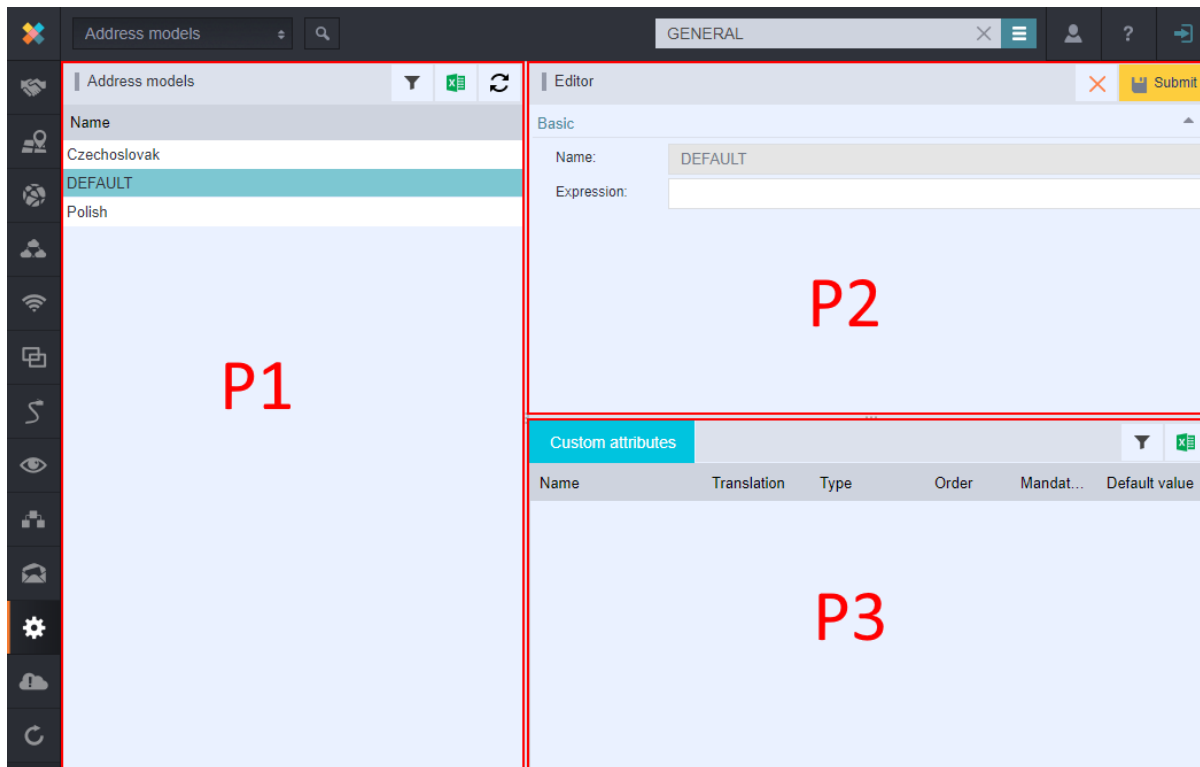 Address models
GENERAL
?
Address models
Name
Czechoslovak
DEFAULT
Polish
P1
Editor
Submit
Basic
Name:
DEFAULT
Expression:
P2
Custom attributes
Name Translation Type Order Mandat... Default value
P3